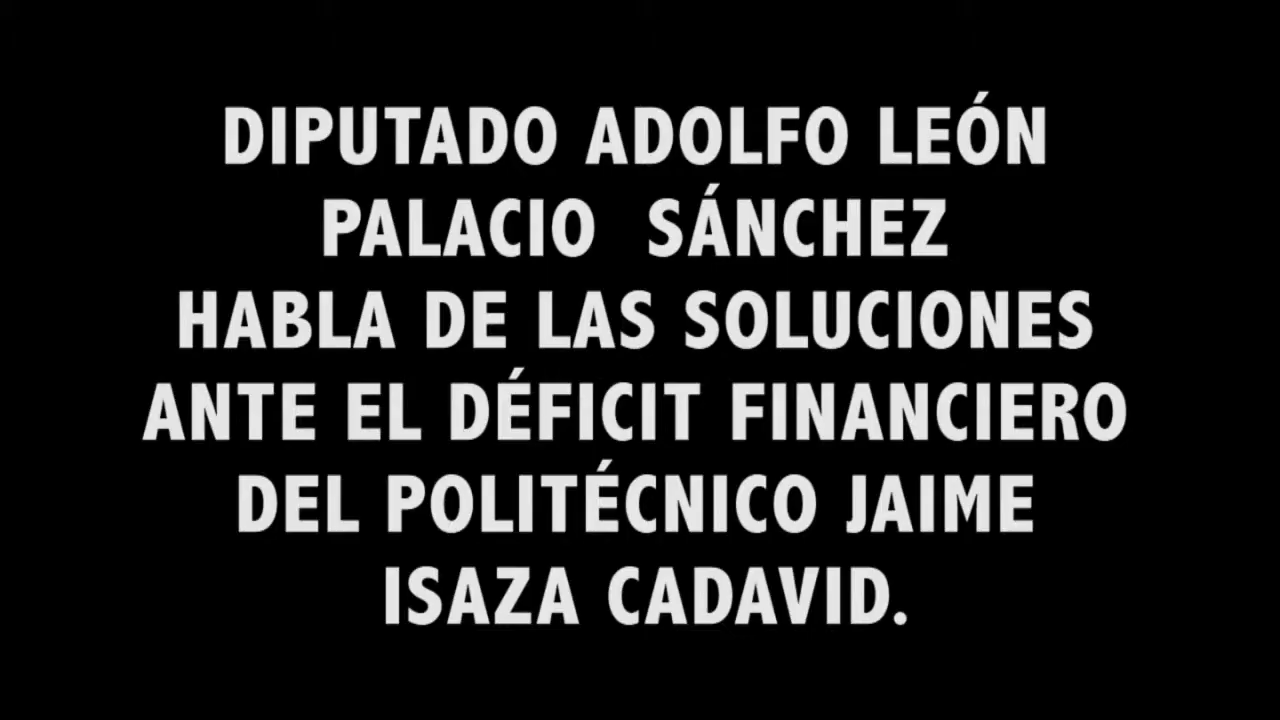 DIPUTADO ADOLFO LEÓN
PALACIO  SÁNCHEZ
HABLA DE LAS SOLUCIONES
ANTE EL DÉFICIT FINANCIERO
DEL POLITÉCNICO JAIME
ISAZA CADAVID.